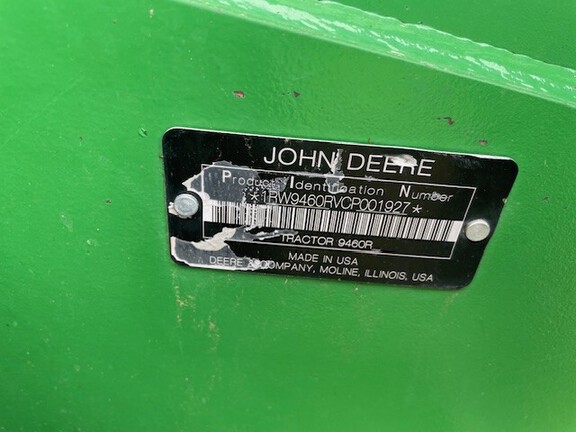 JOHN DEERE
Product Identification Number
*1RW9460RVCP001927*
TRACTOR 9460R
MADE IN USA
DEERE & COMPANY, MOLINE, ILLINOIS, USA